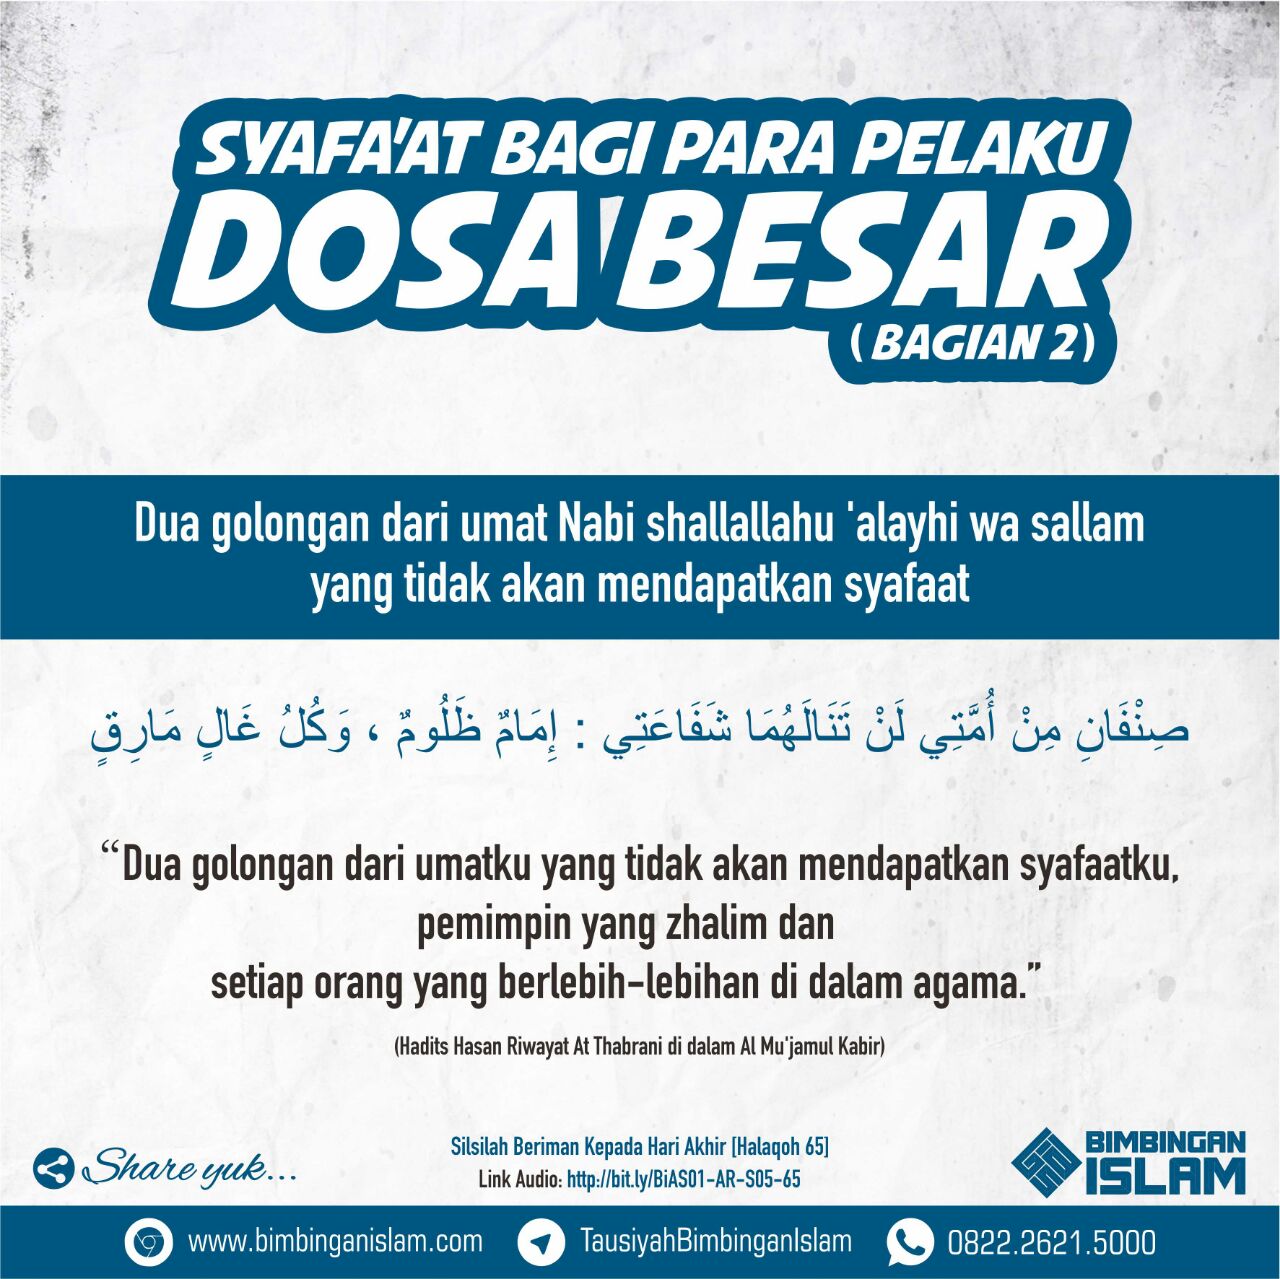 SYAFA'AT BAGI PARA PELAKU
DOSA BESAR
(BAGIAN 2)
Dua golongan dari umat Nabi shallallahu 'alayhi wa sallam
yang tidak akan mendapatkan syafaat
صِنْفَانِ مِنْ أُمَّتِي لَنْ تَنَالَهُمَا شَفَاعَتِي : إِمَامٌ ظَلُومٌ ، وَكُلُ غَالٍ مَارِقٍ
“Dua golongan dari umatku yang tidak akan mendapatkan syafaatku,
pemimpin yang zhalim dan
setiap orang yang berlebih-lebihan di dalam agama.”
(Hadits Hasan Riwayat At Thabrani di dalam Al Mu'jamul Kabir)
Silsilah Beriman Kepada Hari Akhir [Halaqoh 65]
Link Audio: http://bit.ly/BiAS01-AR-S05-65
Share yuk...
BIMBINGAN
ISLAM
www.bimbinganislam.com
TausiyahBimbinganIslam
0822.2621.5000